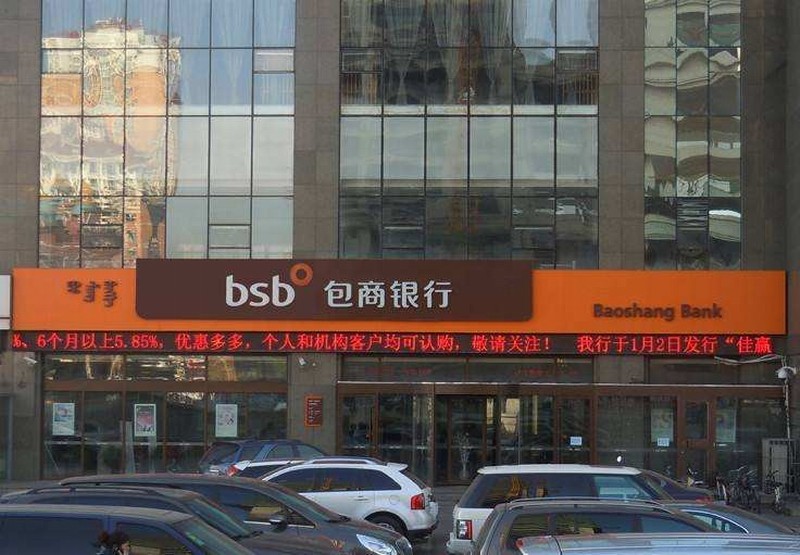 bsb 包商银行
Baoshang Bank
%、6个月以上5.85%，优惠多多，个人和机构客户均可认购，敬请关注！ 我行于1月2日发行“佳赢